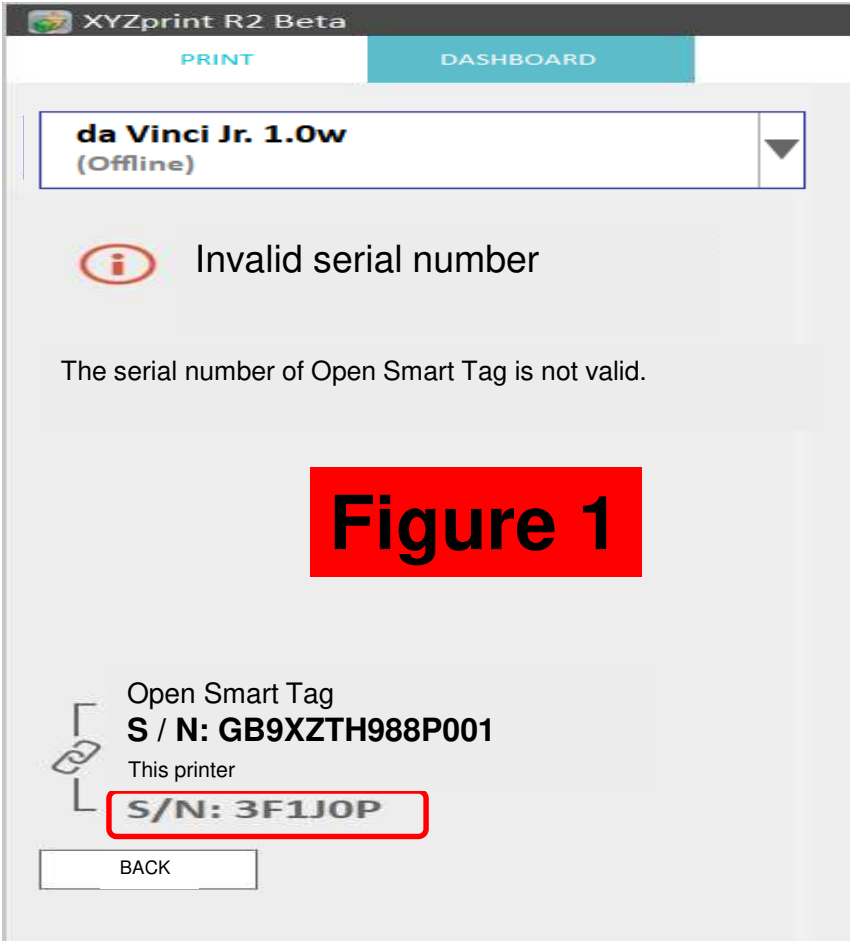 XYZprint R2 Beta
PRINT DASHBOARD
da Vinci Jr. 1.0w
(Offline)
Invalid serial number
The serial number of Open Smart Tag is not valid.
Figure 1
Open Smart Tag
S / N: GB9XZTH988P001
This printer
S/N: 3F1J0P
BACK